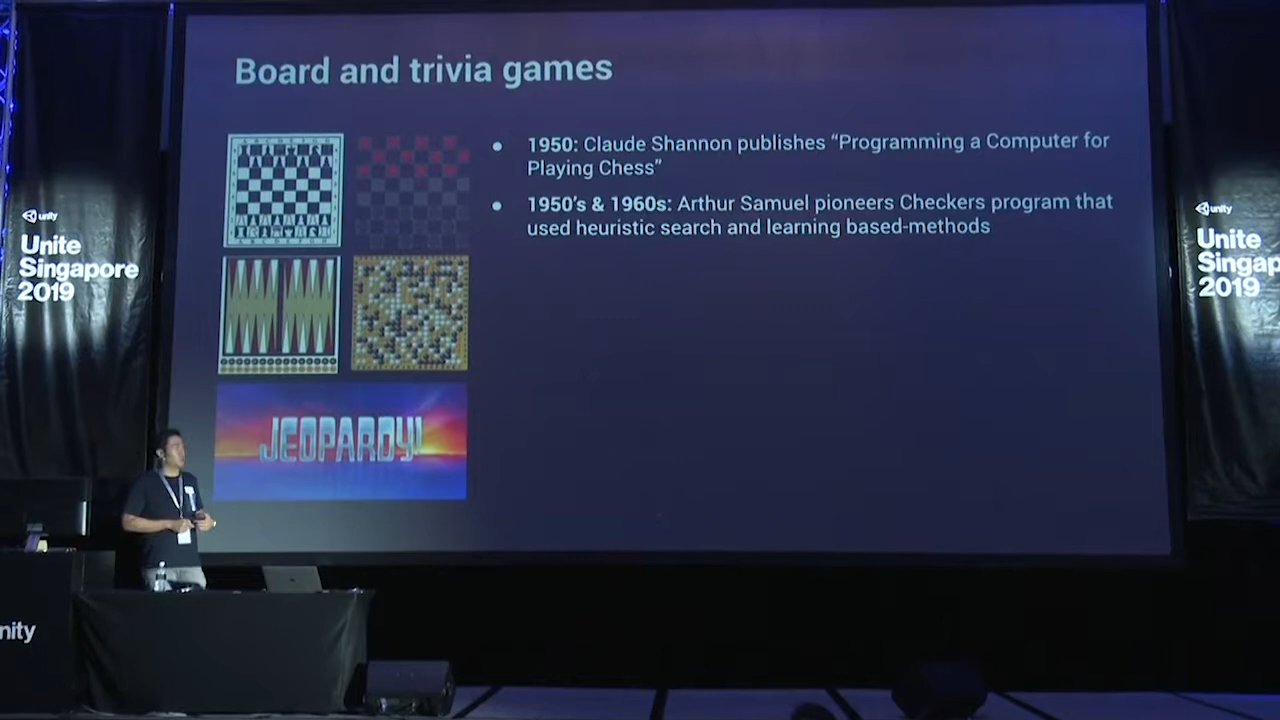 Board and trivia games
1950: Claude Shannon publishes “Programming a Computer for
Playing Chess”
1950’s & 1960s: Arthur Samuel pioneers Checkers program that
used heuristic search and learning based-methods
JEOPARDY!
unity
Unite
Singapore
2019
unity
Unite
Singap
2019
nity